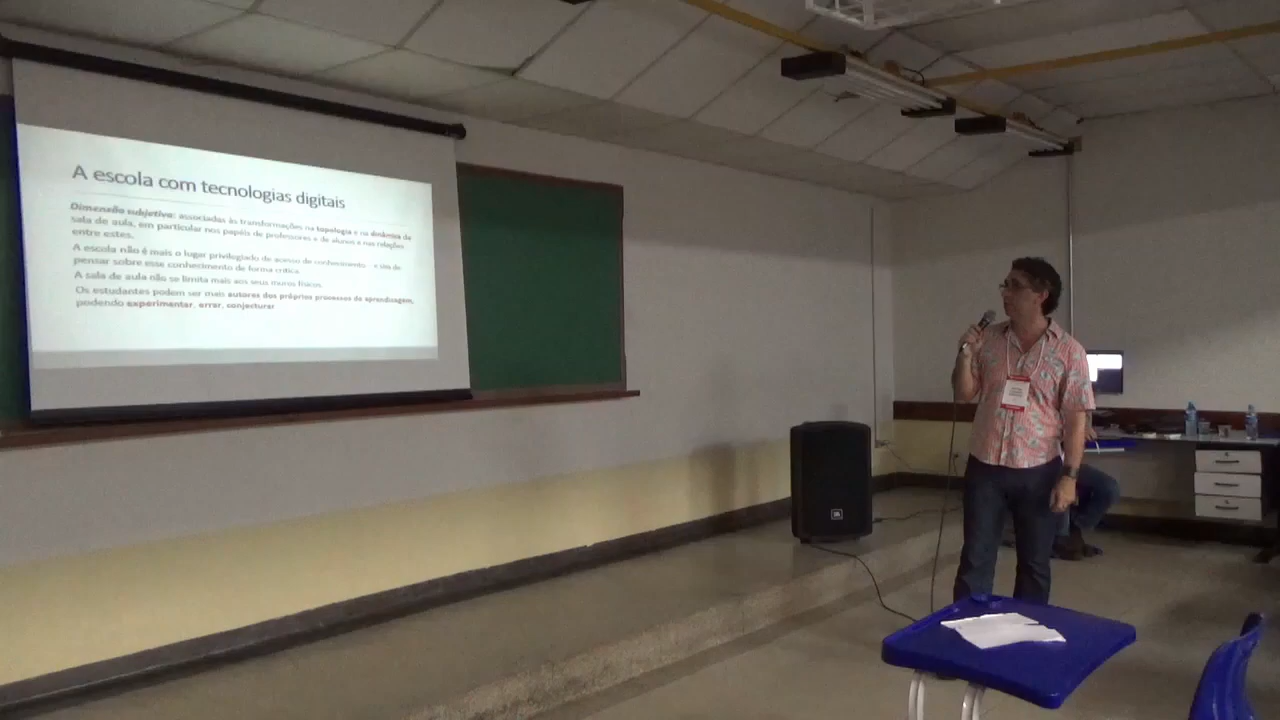 A escola com tecnologias digitais
Dimensão subjetiva: associadas às transformações na topologia e na dinâmica da
sala de aula, em particular nos papéis de professores e de alunos e nas relações
entre estes.
A escola não é mais o lugar privilegiado de acesso de conhecimento e sim de
pensar sobre esse conhecimento de forma crítica.
A sala de aula não se limita mais aos seus muros físicos.
Os estudantes podem ser mais autores dos próprios processos de aprendizagem,
podendo experimentar, errar, conjecturar